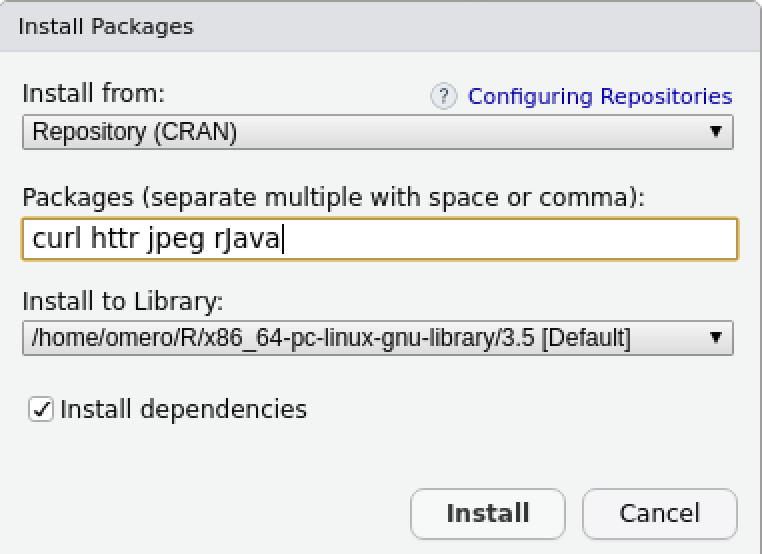 Install Packages
Install from:
? Configuring Repositories
Repository (CRAN)
Packages (separate multiple with space or comma):
curl httr jpeg rJava
Install to Library:
/home/omero/R/x86_64-pc-linux-gnu-library/3.5 [Default]
Install dependencies
Install Cancel